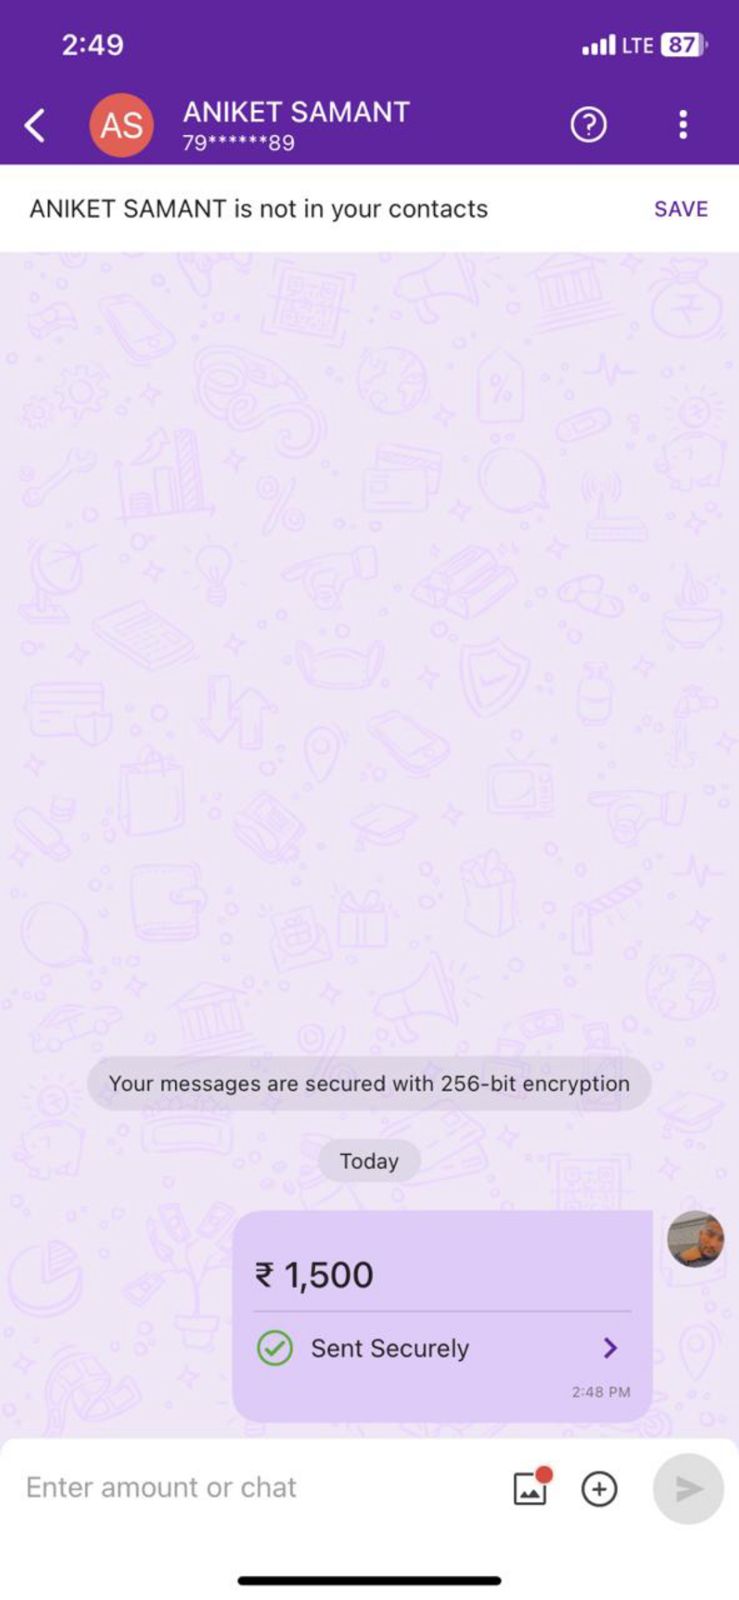 2:49
LTE 87
AS
ANIKET SAMANT
79******89
ANIKET SAMANT is not in your contacts
SAVE
Your messages are secured with 256-bit encryption
Today
₹ 1,500
Sent Securely
2:48 PM
Enter amount or chat